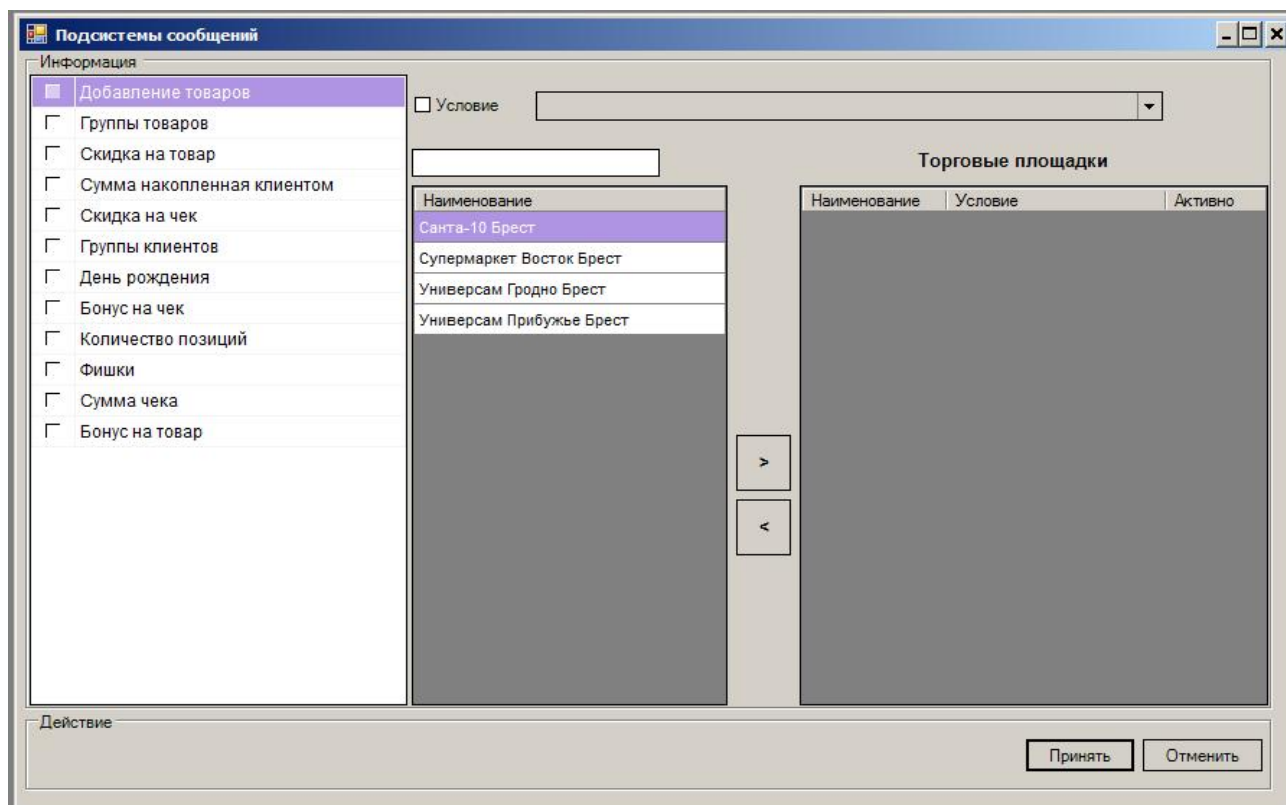 Подсистемы сообщений
Информация
Добавление товаров
Группы товаров
Скидка на товар
Сумма накопленная клиентом
Скидка на чек
Группы клиентов
День рождения
Бонус на чек
Количество позиций
Фишки
Сумма чека
Бонус на товар
Условие
Наименование
Санта-10 Брест
Супермаркет Восток Брест
Универсам Гродно Брест
Универсам Прибужье Брест
>
<
Торговые площадки
Наименование Условие Активно
Действие
Принять Отменить